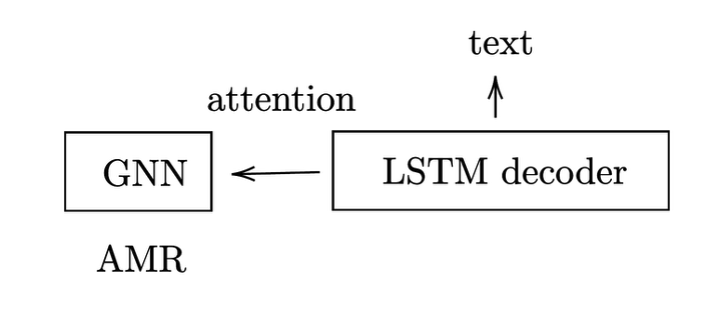 text
attention
GNN
LSTM decoder
AMR